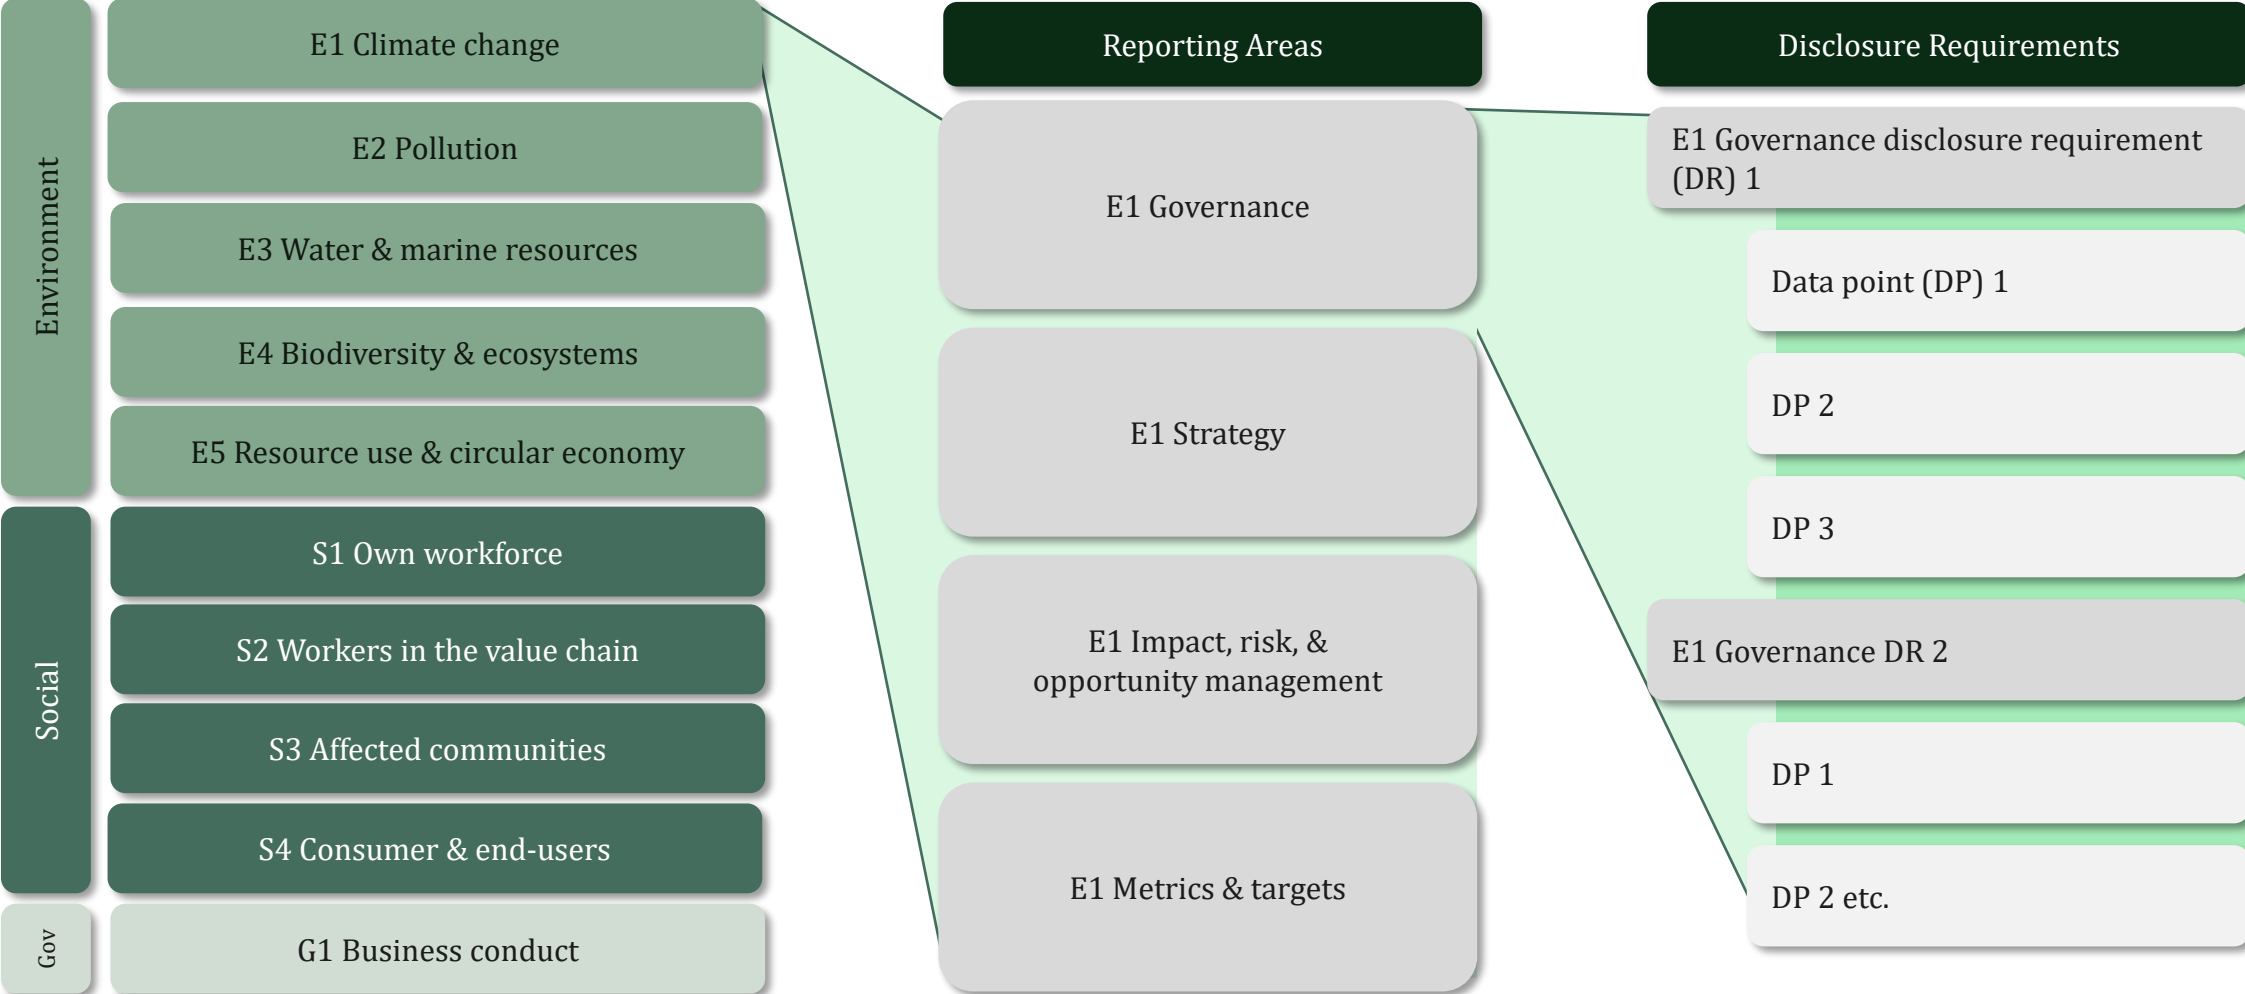 Environment
E1 Climate change
E2 Pollution
E3 Water & marine resources
E4 Biodiversity & ecosystems
E5 Resource use & circular economy
Social
S1 Own workforce
S2 Workers in the value chain
S3 Affected communities
S4 Consumer & end-users
Gov
G1 Business conduct
Reporting Areas
E1 Governance
E1 Strategy
E1 Impact, risk, &
opportunity management
E1 Metrics & targets
Disclosure Requirements
E1 Governance disclosure requirement
(DR) 1
Data point (DP) 1
DP 2
DP 3
E1 Governance DR 2
DP 1
DP 2 etc.